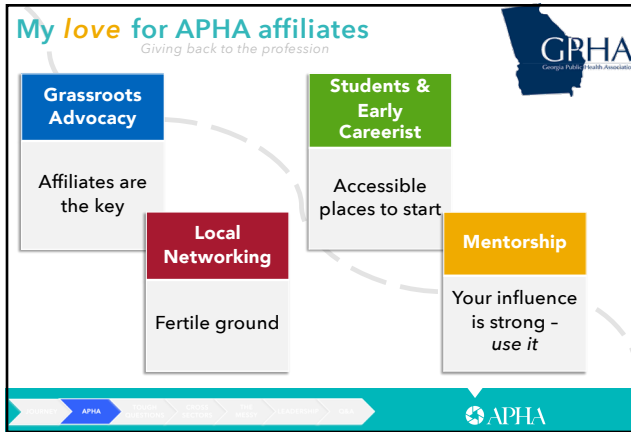 My love for APHA affiliates
Giving back to the profession
GPHA
Georgia Public Health Association
Grassroots
Advocacy
Affiliates are
the key
Local
Networking
Fertile ground
Students &
Early
Careerist
Accessible
places to start
Mentorship
Your influence
is strong –
use it
APHA
APHA